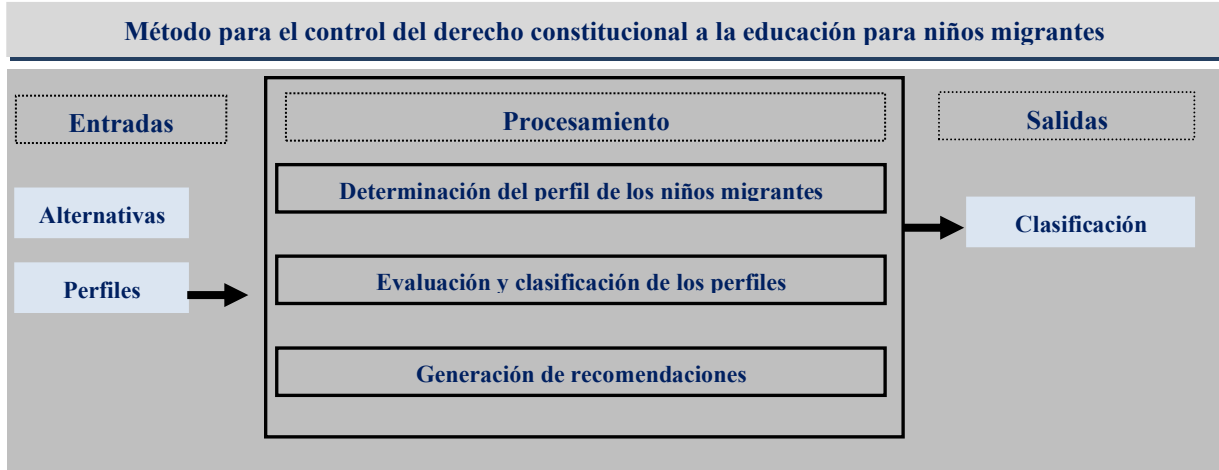 Método para el control del derecho constitucional a la educación para niños migrantes
Entradas
Procesamiento
Salidas
Alternativas
Perfiles
Determinación del perfil de los niños migrantes
Evaluación y clasificación de los perfiles
Generación de recomendaciones
Clasificación